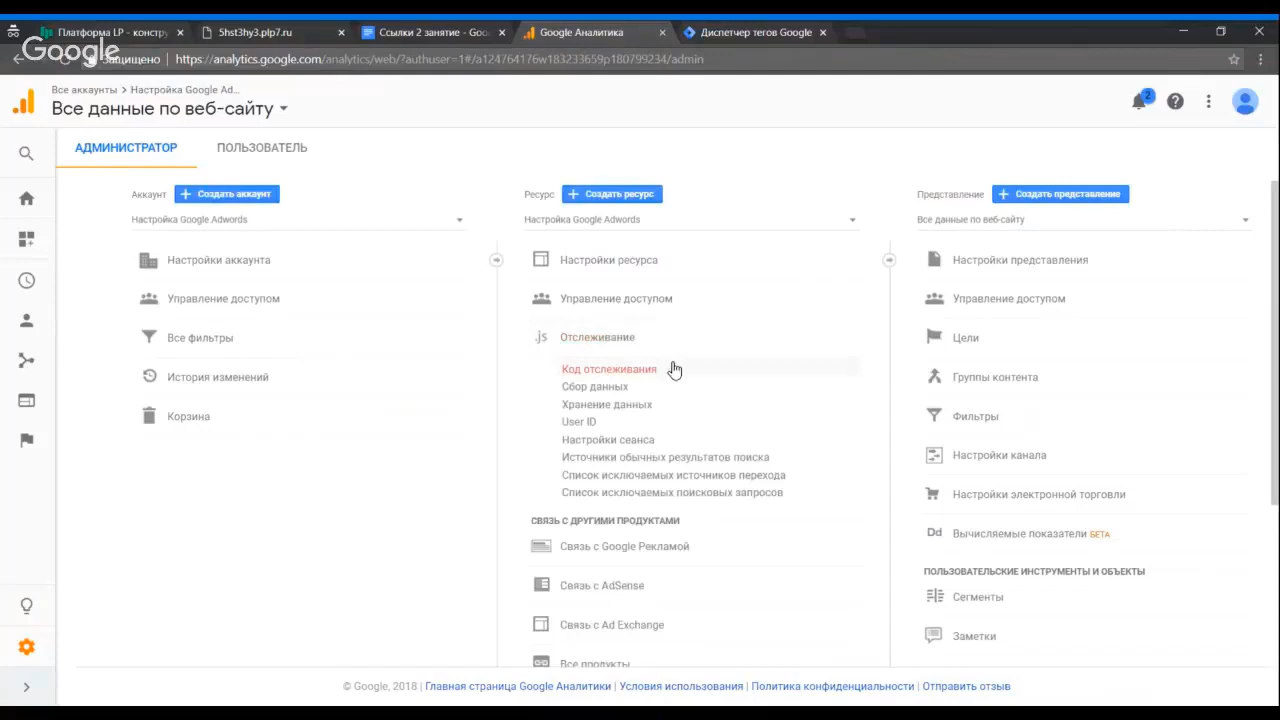 Платформа LP - констру
5hst3hy3.plp7.ru
Ссылки 2 занятие - Goo
Google Аналитика
Диспетчер тегов Google
Google
Защищено
https://analytics.google.com/analytics/web/?authuser=1#/a124764176w183233659p180799234/admin
Все аккаунты > Настройка Google Ad...
Все данные по веб-сайту
2
АДМИНИСТРАТОР
ПОЛЬЗОВАТЕЛЬ
Аккаунт
+ Создать аккаунт
Настройка Google Adwords
Настройки аккаунта
Управление доступом
Все фильтры
История изменений
Корзина
Ресурс
+ Создать ресурс
Настройка Google Adwords
Настройки ресурса
Управление доступом
.js Отслеживание
Код отслеживания
Сбор данных
Хранение данных
User ID
Настройки сеанса
Источники обычных результатов поиска
Список исключаемых источников перехода
Список исключаемых поисковых запросов
СВЯЗЬ С ДРУГИМИ ПРОДУКТАМИ
Связь с Google Рекламой
Связь с AdSense
Связь с Ad Exchange
Все продукты
Представление
+ Создать представление
Все данные по веб-сайту
Настройки представления
Управление доступом
Цели
Группы контента
Фильтры
Настройки канала
Настройки электронной торговли
Dd Вычисляемые показатели БЕТА
ПОЛЬЗОВАТЕЛЬСКИЕ ИНСТРУМЕНТЫ И ОБЪЕКТЫ
Сегменты
Заметки
© Google, 2018 | Главная страница Google Аналитики | Условия использования | Политика конфиденциальности | Отправить отзыв